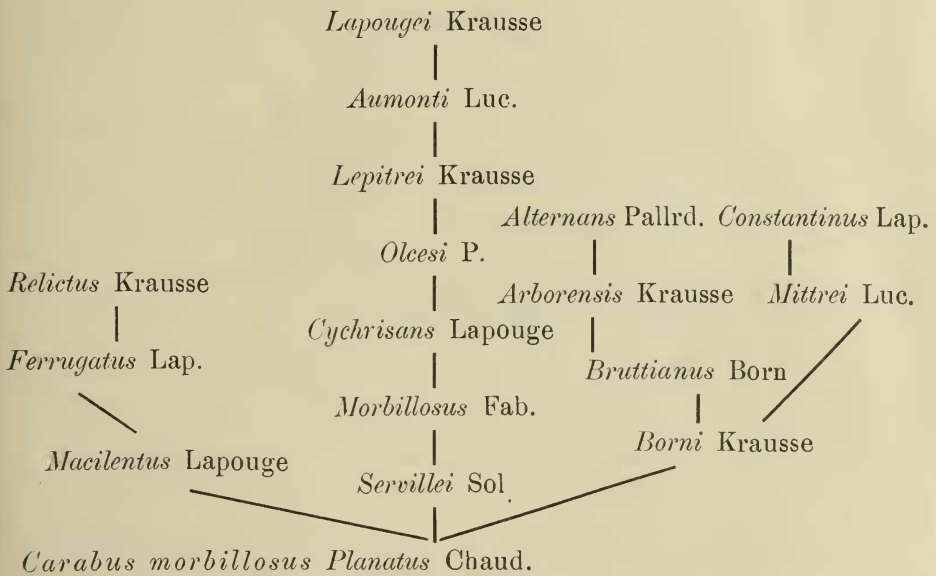 Lapougei Krausse
Aumonti Luc.
Lepitrei Krausse
Alternans Pallrd. Constantinus Lap.
Olcesi P.
Relictus Krausse
Arborensis Krausse Mittrei Luc.
Cychrisans Lapouge
Ferrugatus Lap.
Bruttianus Born
Morbillosus Fab.
Borni Krausse
Macilentus Lapouge
Servillei Sol.
Carabus morbillosus Planatus Chaud.